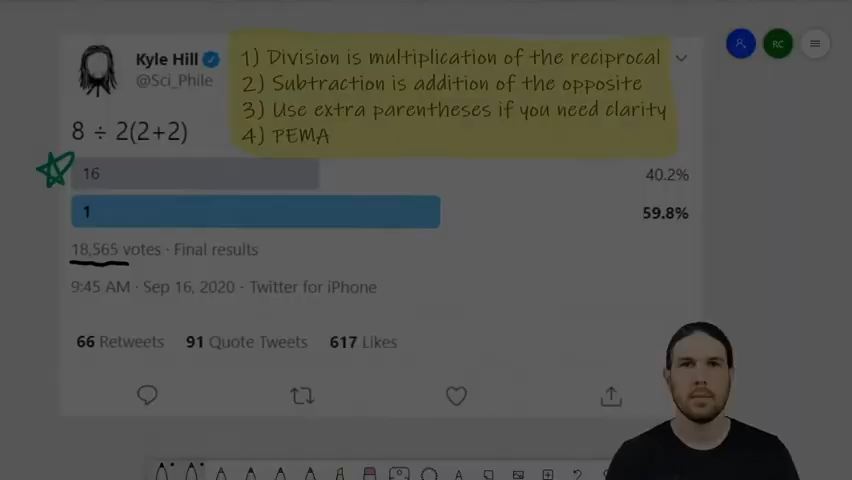 Kyle Hill
@Sci_Phile
1) Division is multiplication of the reciprocal
2) Subtraction is addition of the opposite
3) Use extra parentheses if you need clarity
4) PEMA
RC
8 ÷ 2(2+2)
16 40.2%
1 59.8%
18,565 votes · Final results
9:45 AM · Sep 16, 2020 · Twitter for iPhone
66 Retweets 91 Quote Tweets 617 Likes
A